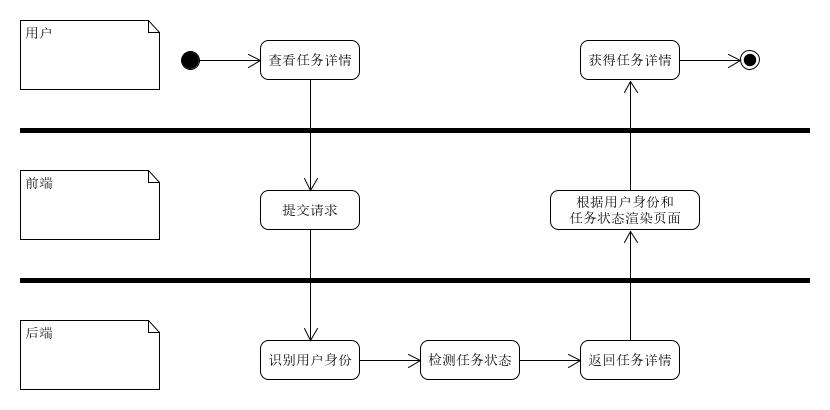 用户
查看任务详情
获得任务详情
前端
提交请求
根据用户身份和
任务状态渲染页面
后端
识别用户身份
检测任务状态
返回任务详情